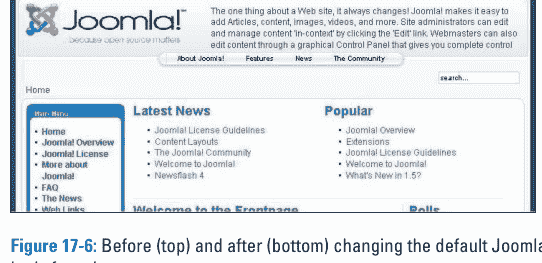 Joomla!™
because open source matters
The one thing about a Web site, it always changes! Joomla! makes it easy to
add Articles, content, images, videos, and more. Site administrators can edit
and manage content 'in-context' by clicking the 'Edit' link. Webmasters can also
edit content through a graphical Control Panel that gives you complete control
About Joomla! Features News The Community
search...
Home
Main Menu
Home
Joomla! Overview
Joomla! License
More about
Joomla!
FAQ
The News
Web Links
Latest News
• Joomla! License Guidelines
• Content Layouts
• The Joomla! Community
• Welcome to Joomla!
• Newsflash 4
Popular
• Joomla! Overview
• Extensions
• Joomla! License Guidelines
• Welcome to Joomla!
• What's New in 1.5?
Welcome to the Frontpage
Polls
Figure 17-6: Before (top) and after (bottom) changing the default Joomla